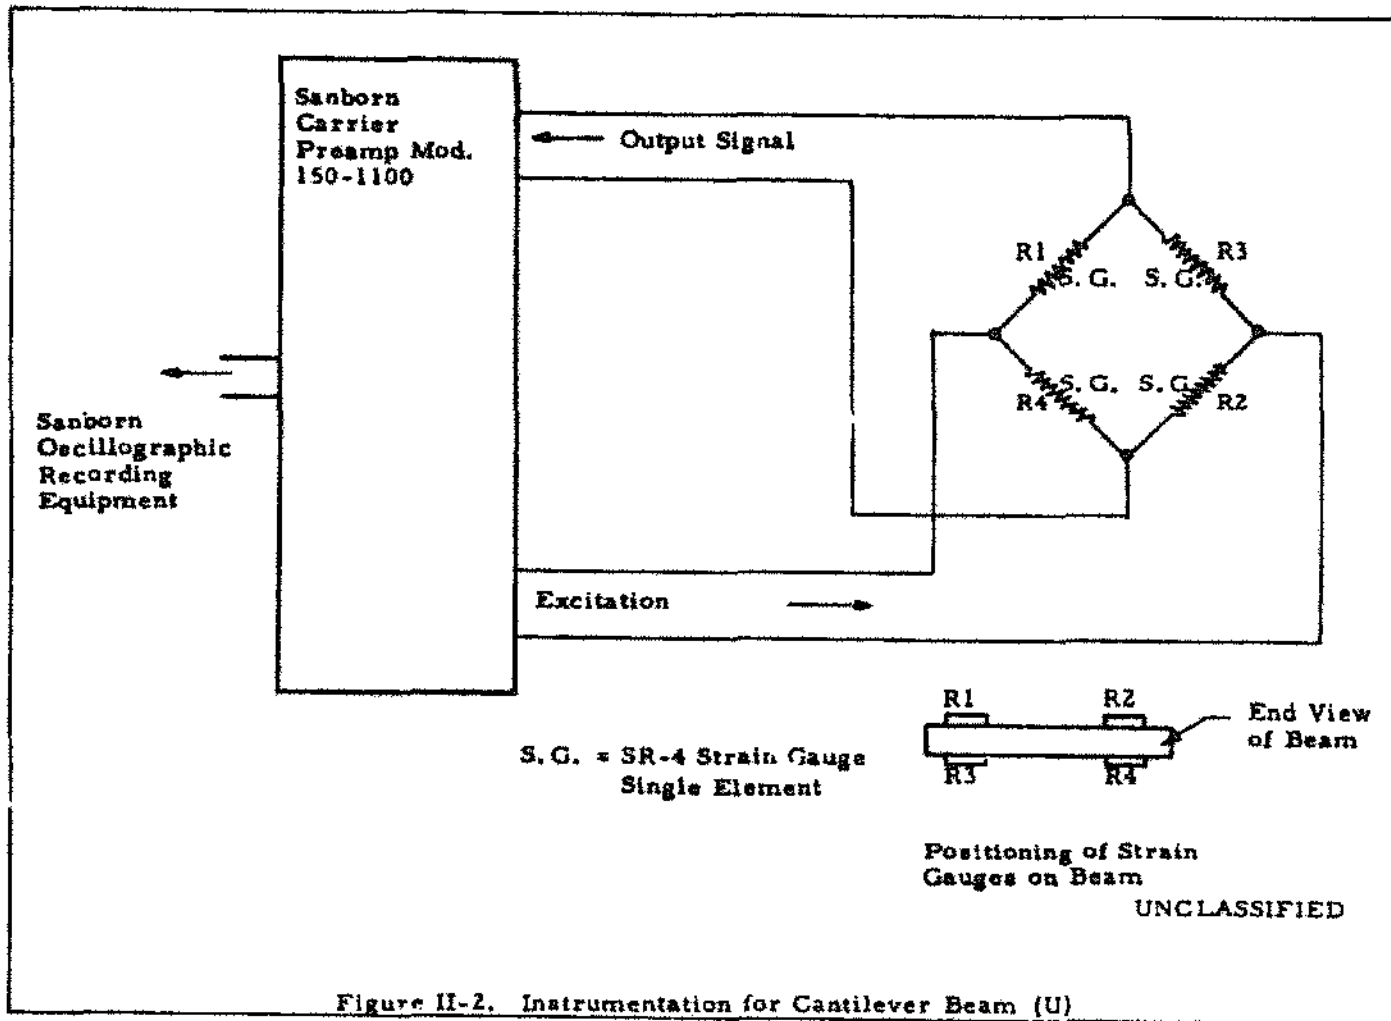 Sanborn
Carrier
Preamp Mod.
150-1100
Output Signal
R1
R3
S. G. S. G.
S. G. S. G.
R4
R2
Sanborn
Oscillographic
Recording
Equipment
Excitation
R1
R2
End View
of Beam
R3
R4
S. G. = SR-4 Strain Gauge
Single Element
Positioning of Strain
Gauges on Beam
UNCLASSIFIED
Figure II-2. Instrumentation for Cantilever Beam (U)